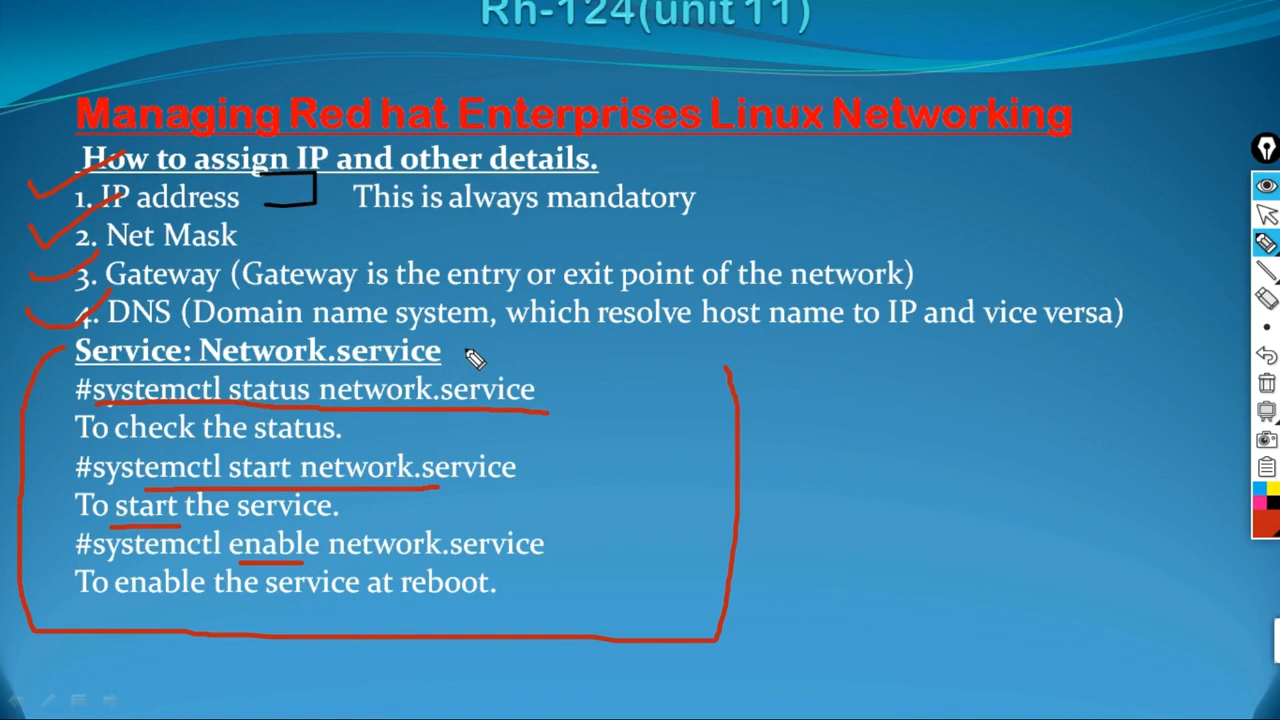 Rh-124(unit 11)
Managing Red hat Enterprises Linux Networking
How to assign IP and other details.
1. IP address This is always mandatory
2. Net Mask
3. Gateway (Gateway is the entry or exit point of the network)
4. DNS (Domain name system, which resolve host name to IP and vice versa)
Service: Network.service
#systemctl status network.service
To check the status.
#systemctl start network.service
To start the service.
#systemctl enable network.service
To enable the service at reboot.